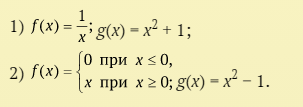 1) f(x) = 1/x; g(x) = x² + 1;
2) f(x) = { 0 при x ≤ 0,
x при x ≥ 0; g(x) = x² − 1.